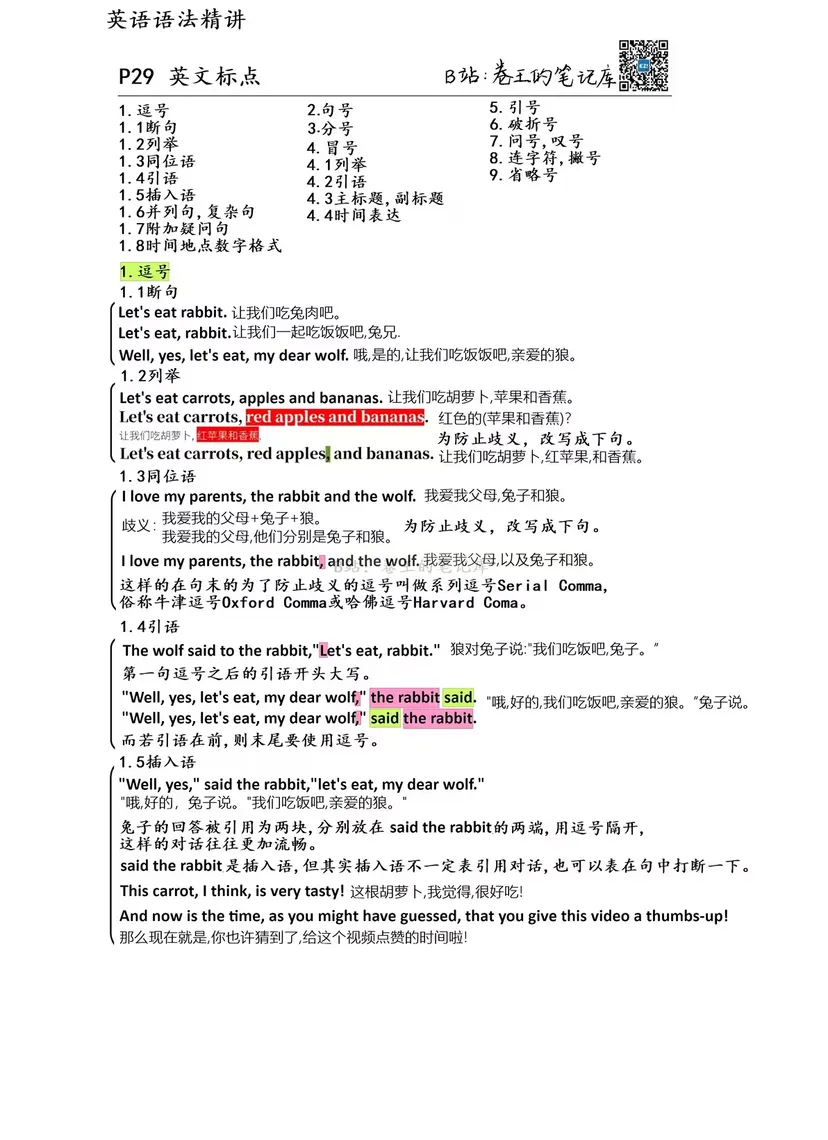 英语语法精讲
P29 英文标点
B站:卷王的笔记库
1.逗号
1.1断句
1.2列举
1.3同位语
1.4引语
1.5插入语
1.6并列句,复杂句
1.7附加疑问句
1.8时间地点数字格式
2.句号
3.分号
4.冒号
4.1列举
4.2引语
4.3主标题,副标题
4.4时间表达
5.引号
6.破折号
7.问号,叹号
8.连字符,撇号
9.省略号
1.逗号
1.1断句
Let's eat rabbit. 让我们吃兔肉吧。
Let's eat, rabbit.让我们一起吃饭饭吧,兔兄.
Well, yes, let's eat, my dear wolf. 哦,是的,让我们吃饭饭吧,亲爱的狼。
1.2列举
Let's eat carrots, apples and bananas. 让我们吃胡萝卜,苹果和香蕉。
Let's eat carrots, red apples and bananas. 红色的(苹果和香蕉)?
让我们吃胡萝卜,红苹果和香蕉. 为防止歧义，改写成下句。
Let's eat carrots, red apples, and bananas. 让我们吃胡萝卜,红苹果,和香蕉。
1.3同位语
I love my parents, the rabbit and the wolf. 我爱我父母,兔子和狼。
歧义: 我爱我的父母+兔子+狼。
我爱我的父母,他们分别是兔子和狼。 为防止歧义，改写成下句。
I love my parents, the rabbit, and the wolf. 我爱我父母,以及兔子和狼。
B站：卷王的笔记库
这样的在句末的为了防止歧义的逗号叫做系列逗号Serial Comma,
俗称牛津逗号Oxford Comma或哈佛逗号Harvard Coma。
1.4引语
The wolf said to the rabbit,"Let's eat, rabbit." 狼对兔子说:"我们吃饭吧,兔子。”
第一句逗号之后的引语开头大写。
"Well, yes, let's eat, my dear wolf," the rabbit said. "哦,好的,我们吃饭吧,亲爱的狼。”兔子说。
"Well, yes, let's eat, my dear wolf," said the rabbit.
而若引语在前,则末尾要使用逗号。
1.5插入语
"Well, yes," said the rabbit,"let's eat, my dear wolf."
"哦,好的，兔子说。"我们吃饭吧,亲爱的狼。"
兔子的回答被引用为两块,分别放在 said the rabbit的两端,用逗号隔开,
这样的对话往往更加流畅。
said the rabbit 是插入语,但其实插入语不一定表引用对话,也可以表在句中打断一下。
This carrot, I think, is very tasty! 这根胡萝卜,我觉得,很好吃!
And now is the time, as you might have guessed, that you give this video a thumbs-up!
那么现在就是,你也许猜到了,给这个视频点赞的时间啦!